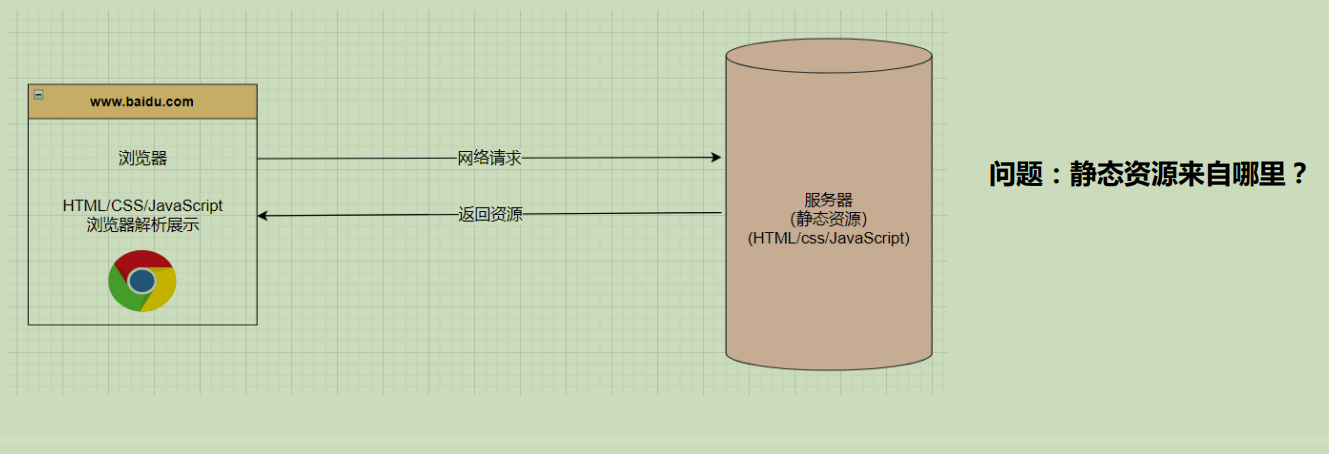 www.baidu.com
浏览器
HTML/CSS/JavaScript
浏览器解析展示
网络请求
返回资源
服务器
（静态资源）
(HTML/css/JavaScript)
问题：静态资源来自哪里？